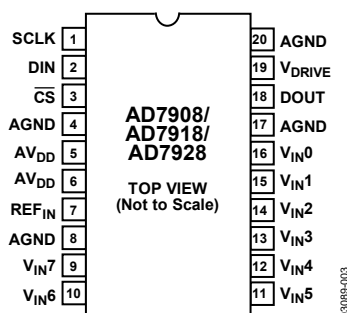 SCLK 1
DIN 2
CS 3
AGND 4
AVDD 5
AVDD 6
REFIN 7
AGND 8
VIN7 9
VIN6 10
AD7908/
AD7918/
AD7928
TOP VIEW
(Not to Scale)
20 AGND
19 VDRIVE
18 DOUT
17 AGND
16 VIN0
15 VIN1
14 VIN2
13 VIN3
12 VIN4
11 VIN5
03089-003